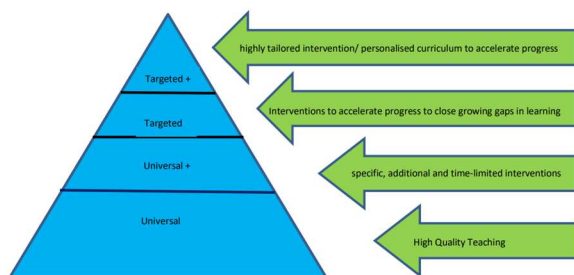 highly tailored intervention/ personalised curriculum to accelerate progress
Targeted +
Interventions to accelerate progress to close growing gaps in learning
Targeted
Universal +
specific, additional and time-limited interventions
Universal
High Quality Teaching